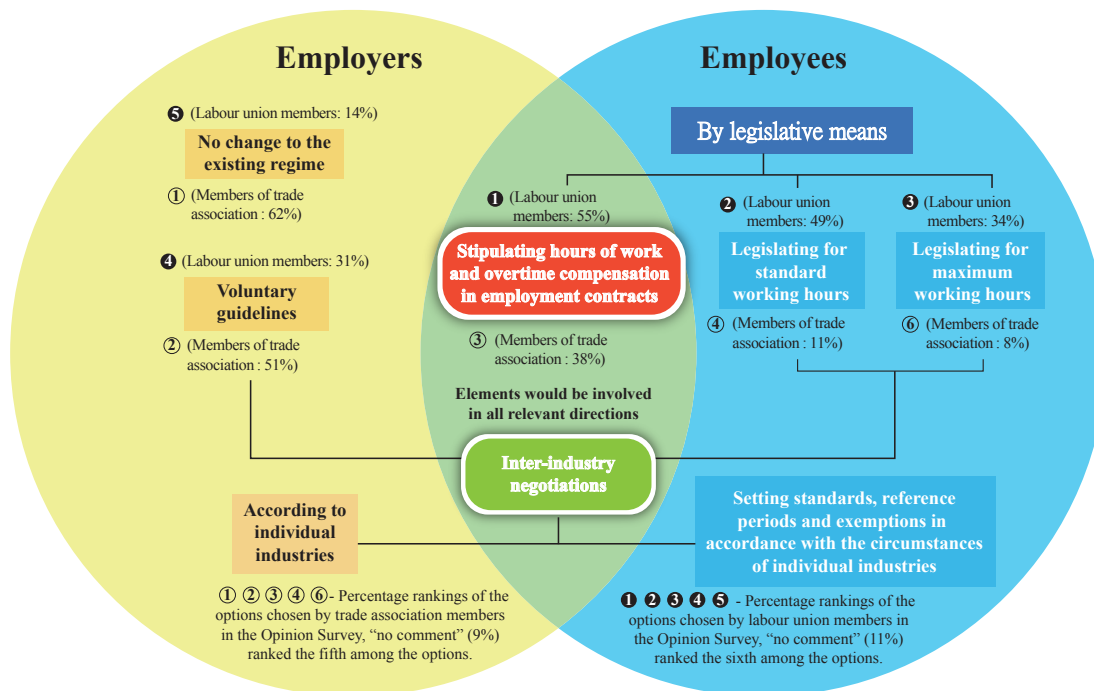 Employers
Employees
❺ (Labour union members: 14%)
No change to the
existing regime
① (Members of trade
association : 62%)
❹ (Labour union members: 31%)
Voluntary
guidelines
② (Members of trade
association : 51%)
By legislative means
❶ (Labour union
members: 55%)
Stipulating hours of work
and overtime compensation
in employment contracts
③ (Members of trade
association : 38%)
❷ (Labour union
members: 49%)
Legislating for
standard
working hours
④ (Members of trade
association : 11%)
❸ (Labour union
members: 34%)
Legislating for
maximum
working hours
⑥ (Members of trade
association : 8%)
Elements would be involved
in all relevant directions
Inter-industry
negotiations
According to
individual
industries
Setting standards, reference
periods and exemptions in
accordance with the circumstances
of individual industries
① ② ③ ④ ⑥- Percentage rankings of the
options chosen by trade association members
in the Opinion Survey, “no comment” (9%)
ranked the fifth among the options.
❶ ❷ ❸ ❹ ❺ - Percentage rankings of the
options chosen by labour union members in
the Opinion Survey, “no comment” (11%)
ranked the sixth among the options.